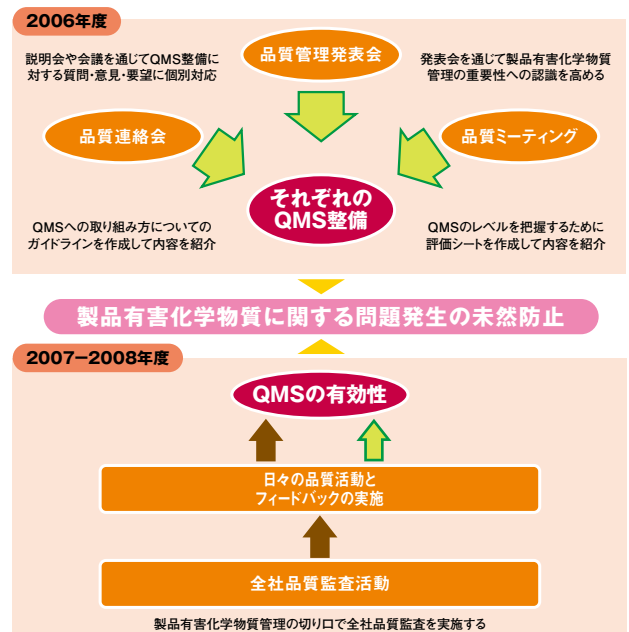 2006年度
説明会や会議を通じてQMS整備に
対する質問・意見・要望に個別対応
品質管理発表会
発表会を通じて製品有害化学物質
管理の重要性への認識を高める
品質連絡会
品質ミーティング
それぞれの
QMS整備
QMSへの取り組み方についての
ガイドラインを作成して内容を紹介
QMSのレベルを把握するために
評価シートを作成して内容を紹介
製品有害化学物質に関する問題発生の未然防止
2007−2008年度
QMSの有効性
日々の品質活動と
フィードバックの実施
全社品質監査活動
製品有害化学物質管理の切り口で全社品質監査を実施する